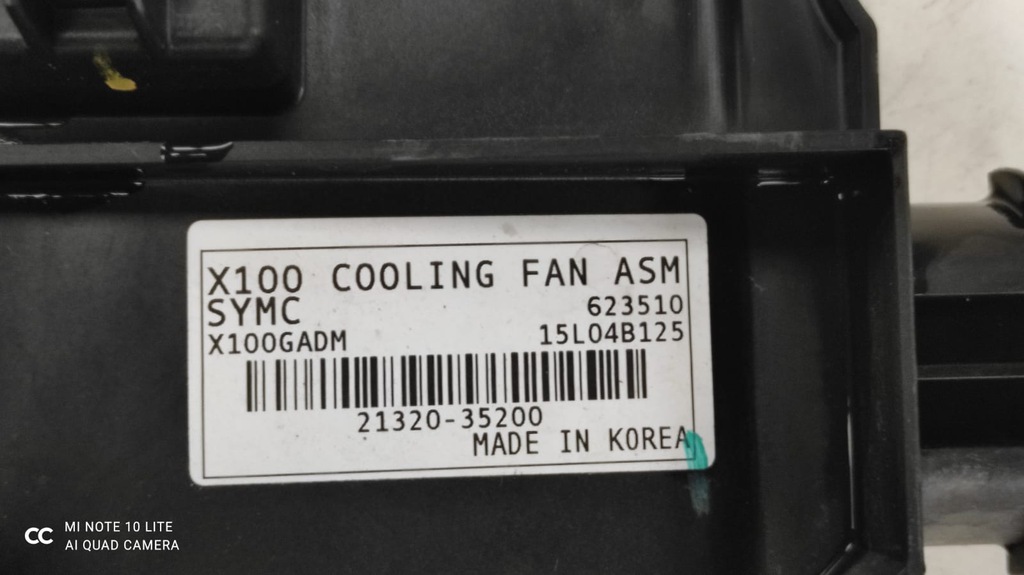 X100 COOLING FAN ASM
SYMC 623510
X100GADM 15L04B125
21320-35200
MADE IN KOREA
CC MI NOTE 10 LITE
AI QUAD CAMERA